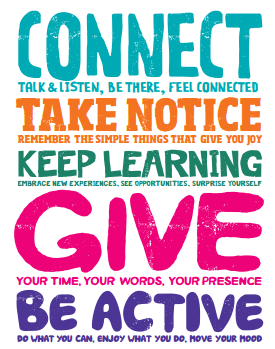 CONNECT
TALK & LISTEN, BE THERE, FEEL CONNECTED
TAKE NOTICE
REMEMBER THE SIMPLE THINGS THAT GIVE YOU JOY
KEEP LEARNING
EMBRACE NEW EXPERIENCES, SEE OPPORTUNITIES, SURPRISE YOURSELF
GIVE
YOUR TIME, YOUR WORDS, YOUR PRESENCE
BE ACTIVE
DO WHAT YOU CAN, ENJOY WHAT YOU DO, MOVE YOUR MOOD